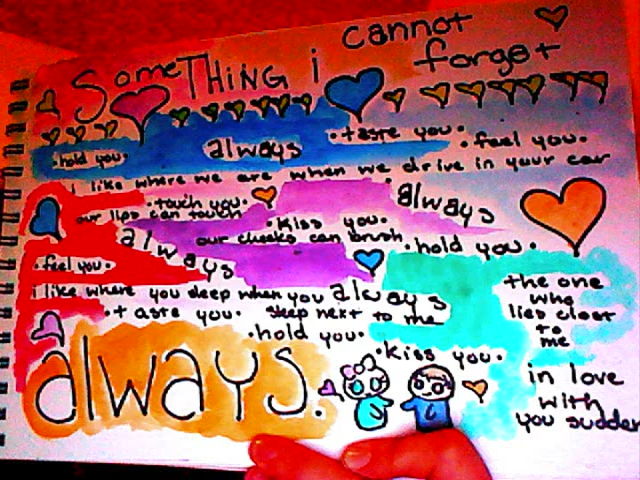 SomeTHING i cannot
forget
•hold you. always •taste you• •feel you.
i like where we are when we drive in your car
•touch you. always
our lips can touch •kiss you.
always our cheeks can brush. •hold you•
•feel you•
i like where you sleep when you always
•taste you• sleep next to me
•hold you.
•kiss you.
always.
the one
who
lies close
to
me
in love
with
you sudden